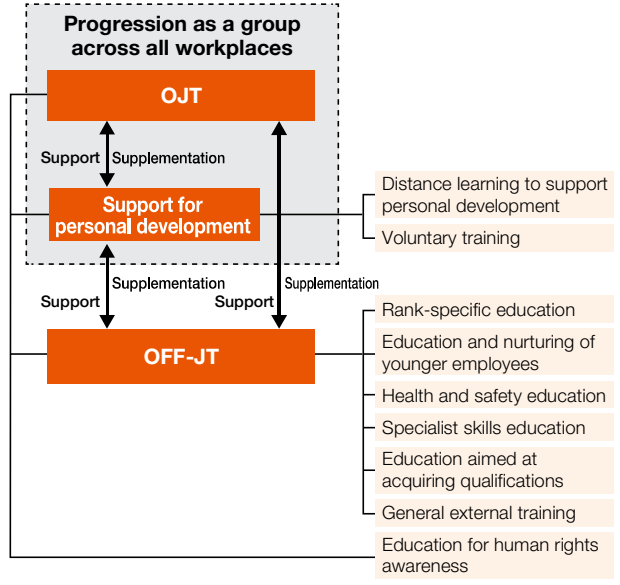 Progression as a group
across all workplaces
OJT
Support
Supplementation
Support for
personal development
Distance learning to support
personal development
Voluntary training
Supplementation
Support
Supplementation
Support
OFF-JT
Rank-specific education
Education and nurturing of
younger employees
Health and safety education
Specialist skills education
Education aimed at
acquiring qualifications
General external training
Education for human rights
awareness